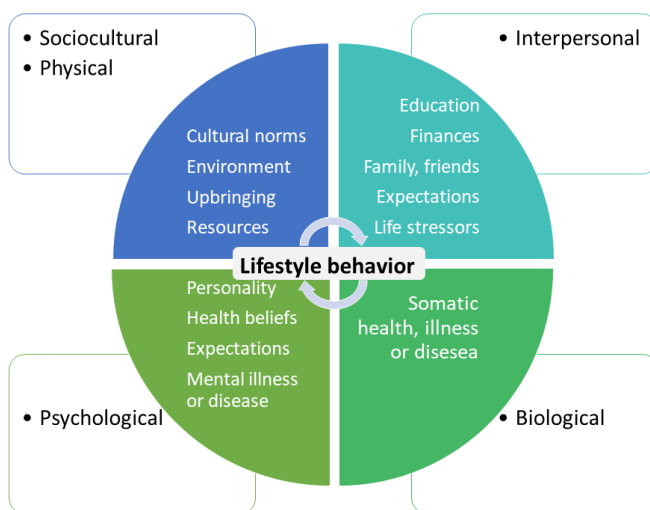 • Sociocultural
• Physical
• Interpersonal
Cultural norms
Environment
Upbringing
Resources
Education
Finances
Family, friends
Expectations
Life stressors
Lifestyle behavior
Personality
Health beliefs
Expectations
Mental illness
or disease
Somatic
health, illness
or disesea
• Psychological
• Biological